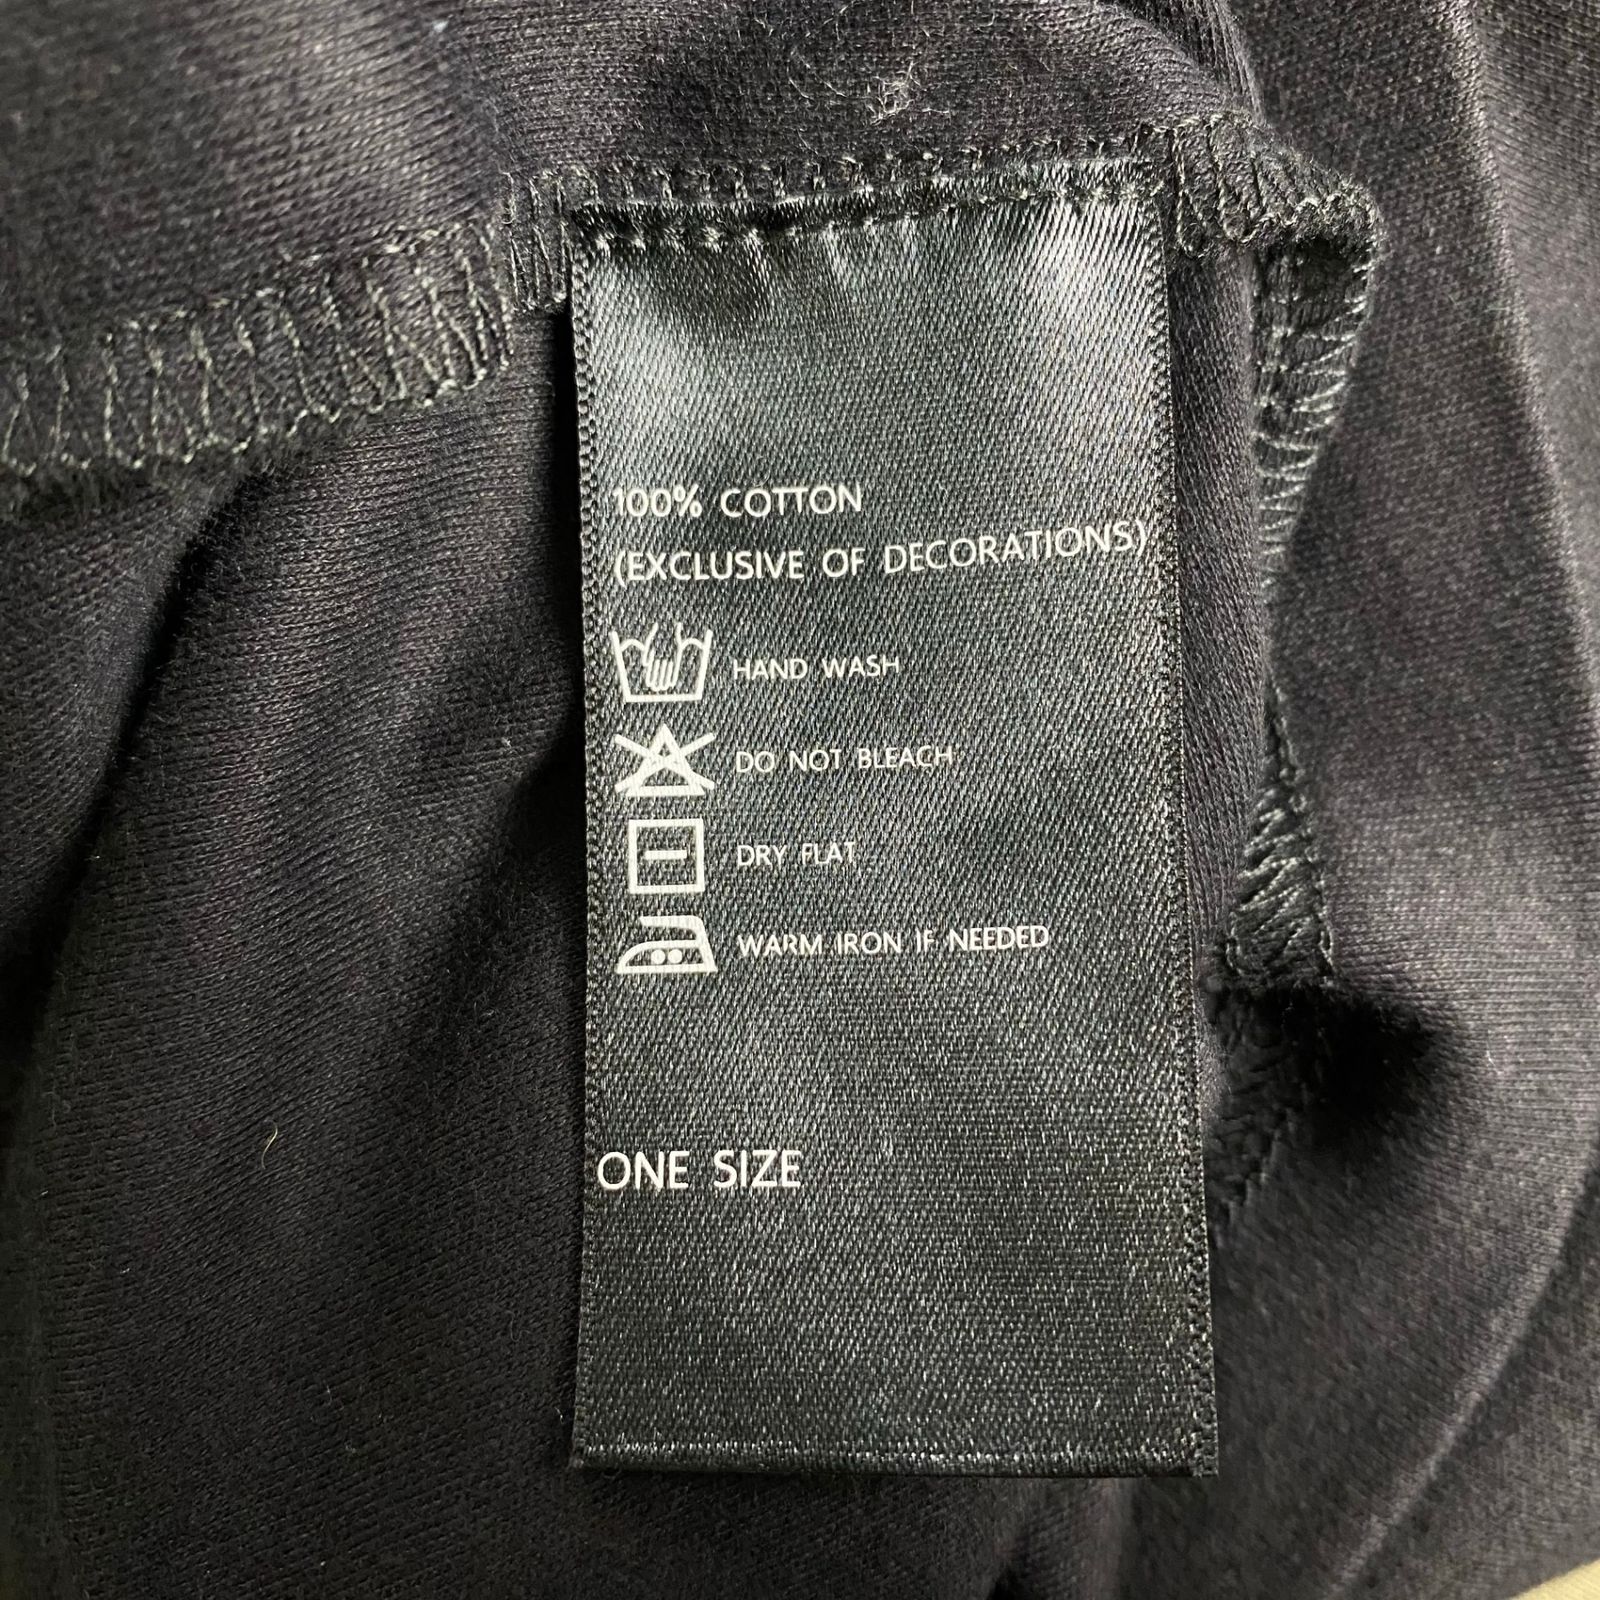 100% COTTON
(EXCLUSIVE OF DECORATIONS)
HAND WASH
DO NOT BLEACH
DRY FLAT
WARM IRON IF NEEDED
ONE SIZE